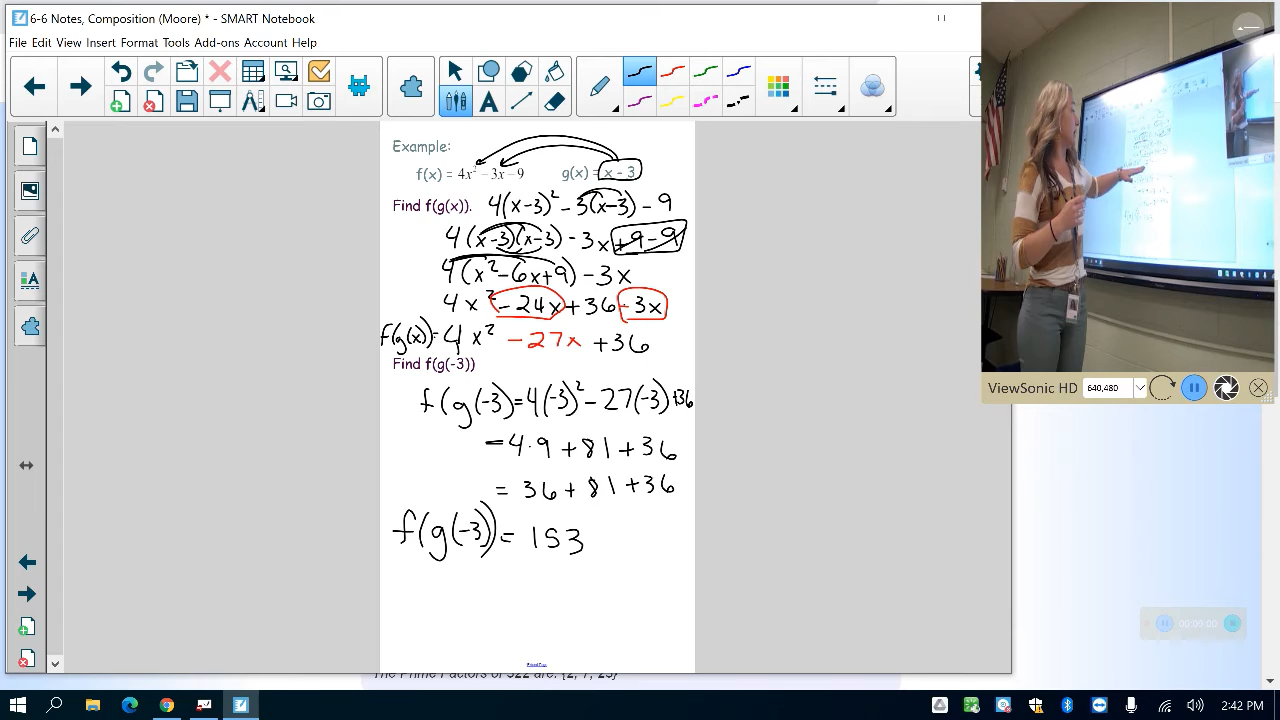 6-6 Notes, Composition (Moore) * - SMART Notebook
File Edit View Insert Format Tools Add-ons Account Help
Example:
f(x) = 4x² − 3x − 9 g(x) = x - 3
Find f(g(x)). 4(x-3)² - 3(x-3) - 9
4(x-3)(x-3) - 3x +9 -9
4(x² - 6x + 9) - 3x
4x² - 24x + 36 - 3x
f(g(x)) = 4x² - 27x + 36
Find f(g(-3))
f(g(-3) = 4(-3)² - 27(-3) + 36
= 4·9 + 81 + 36
= 36 + 81 + 36
f(g(-3)) = 153
ViewSonic HD 640,480
00:09:00
The Prime Factors of 322 are: {2, 7, 23}
2:42 PM